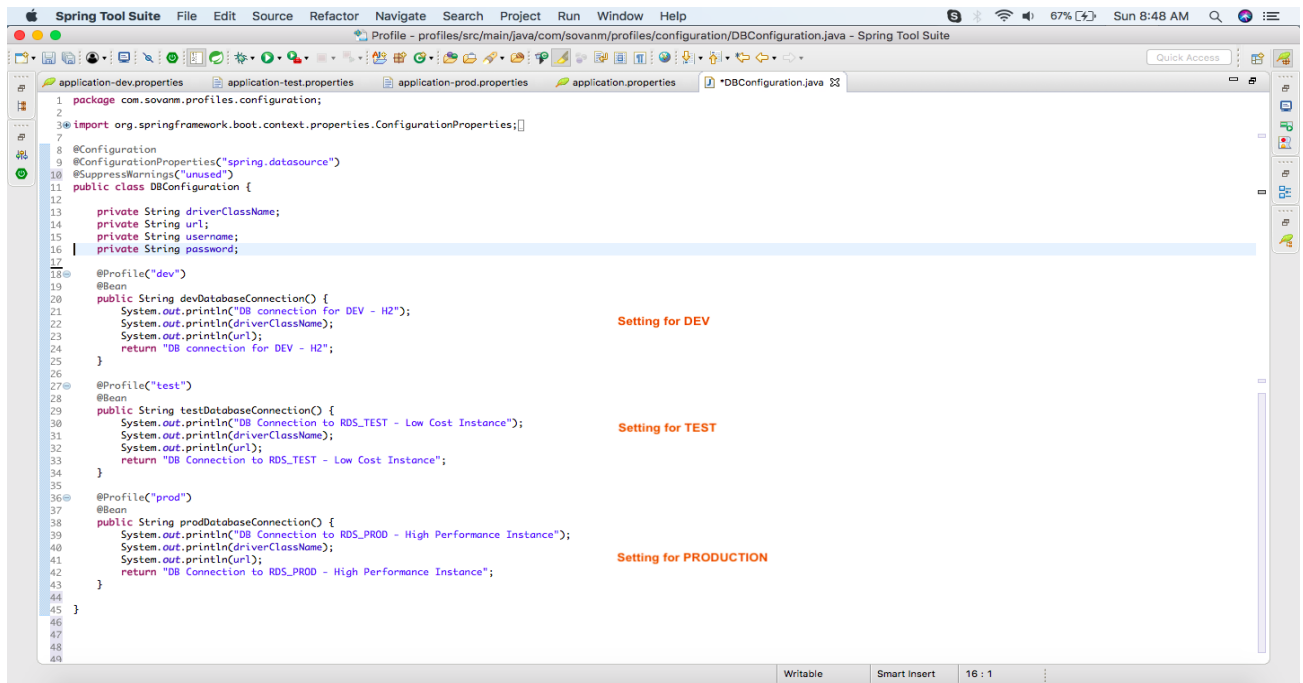 Spring Tool Suite File Edit Source Refactor Navigate Search Project Run Window Help 67% Sun 8:48 AM
Profile - profiles/src/main/java/com/sovanm/profiles/configuration/DBConfiguration.java - Spring Tool Suite
Quick Access
application-dev.properties application-test.properties application-prod.properties application.properties *DBConfiguration.java
1 package com.sovanm.profiles.configuration;
2
3 import org.springframework.boot.context.properties.ConfigurationProperties;
7
8 @Configuration
9 @ConfigurationProperties("spring.datasource")
10 @SuppressWarnings("unused")
11 public class DBConfiguration {
12
13 private String driverClassName;
14 private String url;
15 private String username;
16 private String password;
17
18 @Profile("dev")
19 @Bean
20 public String devDatabaseConnection() {
21 System.out.println("DB connection for DEV - H2");
22 System.out.println(driverClassName);
Setting for DEV
23 System.out.println(url);
24 return "DB connection for DEV - H2";
25 }
26
27 @Profile("test")
28 @Bean
29 public String testDatabaseConnection() {
30 System.out.println("DB Connection to RDS_TEST - Low Cost Instance");
Setting for TEST
31 System.out.println(driverClassName);
32 System.out.println(url);
33 return "DB Connection to RDS_TEST - Low Cost Instance";
34 }
35
36 @Profile("prod")
37 @Bean
38 public String prodDatabaseConnection() {
39 System.out.println("DB Connection to RDS_PROD - High Performance Instance");
40 System.out.println(driverClassName);
41 System.out.println(url);
Setting for PRODUCTION
42 return "DB Connection to RDS_PROD - High Performance Instance";
43 }
44
45 }
46
47
48
49
Writable Smart Insert 16 : 1